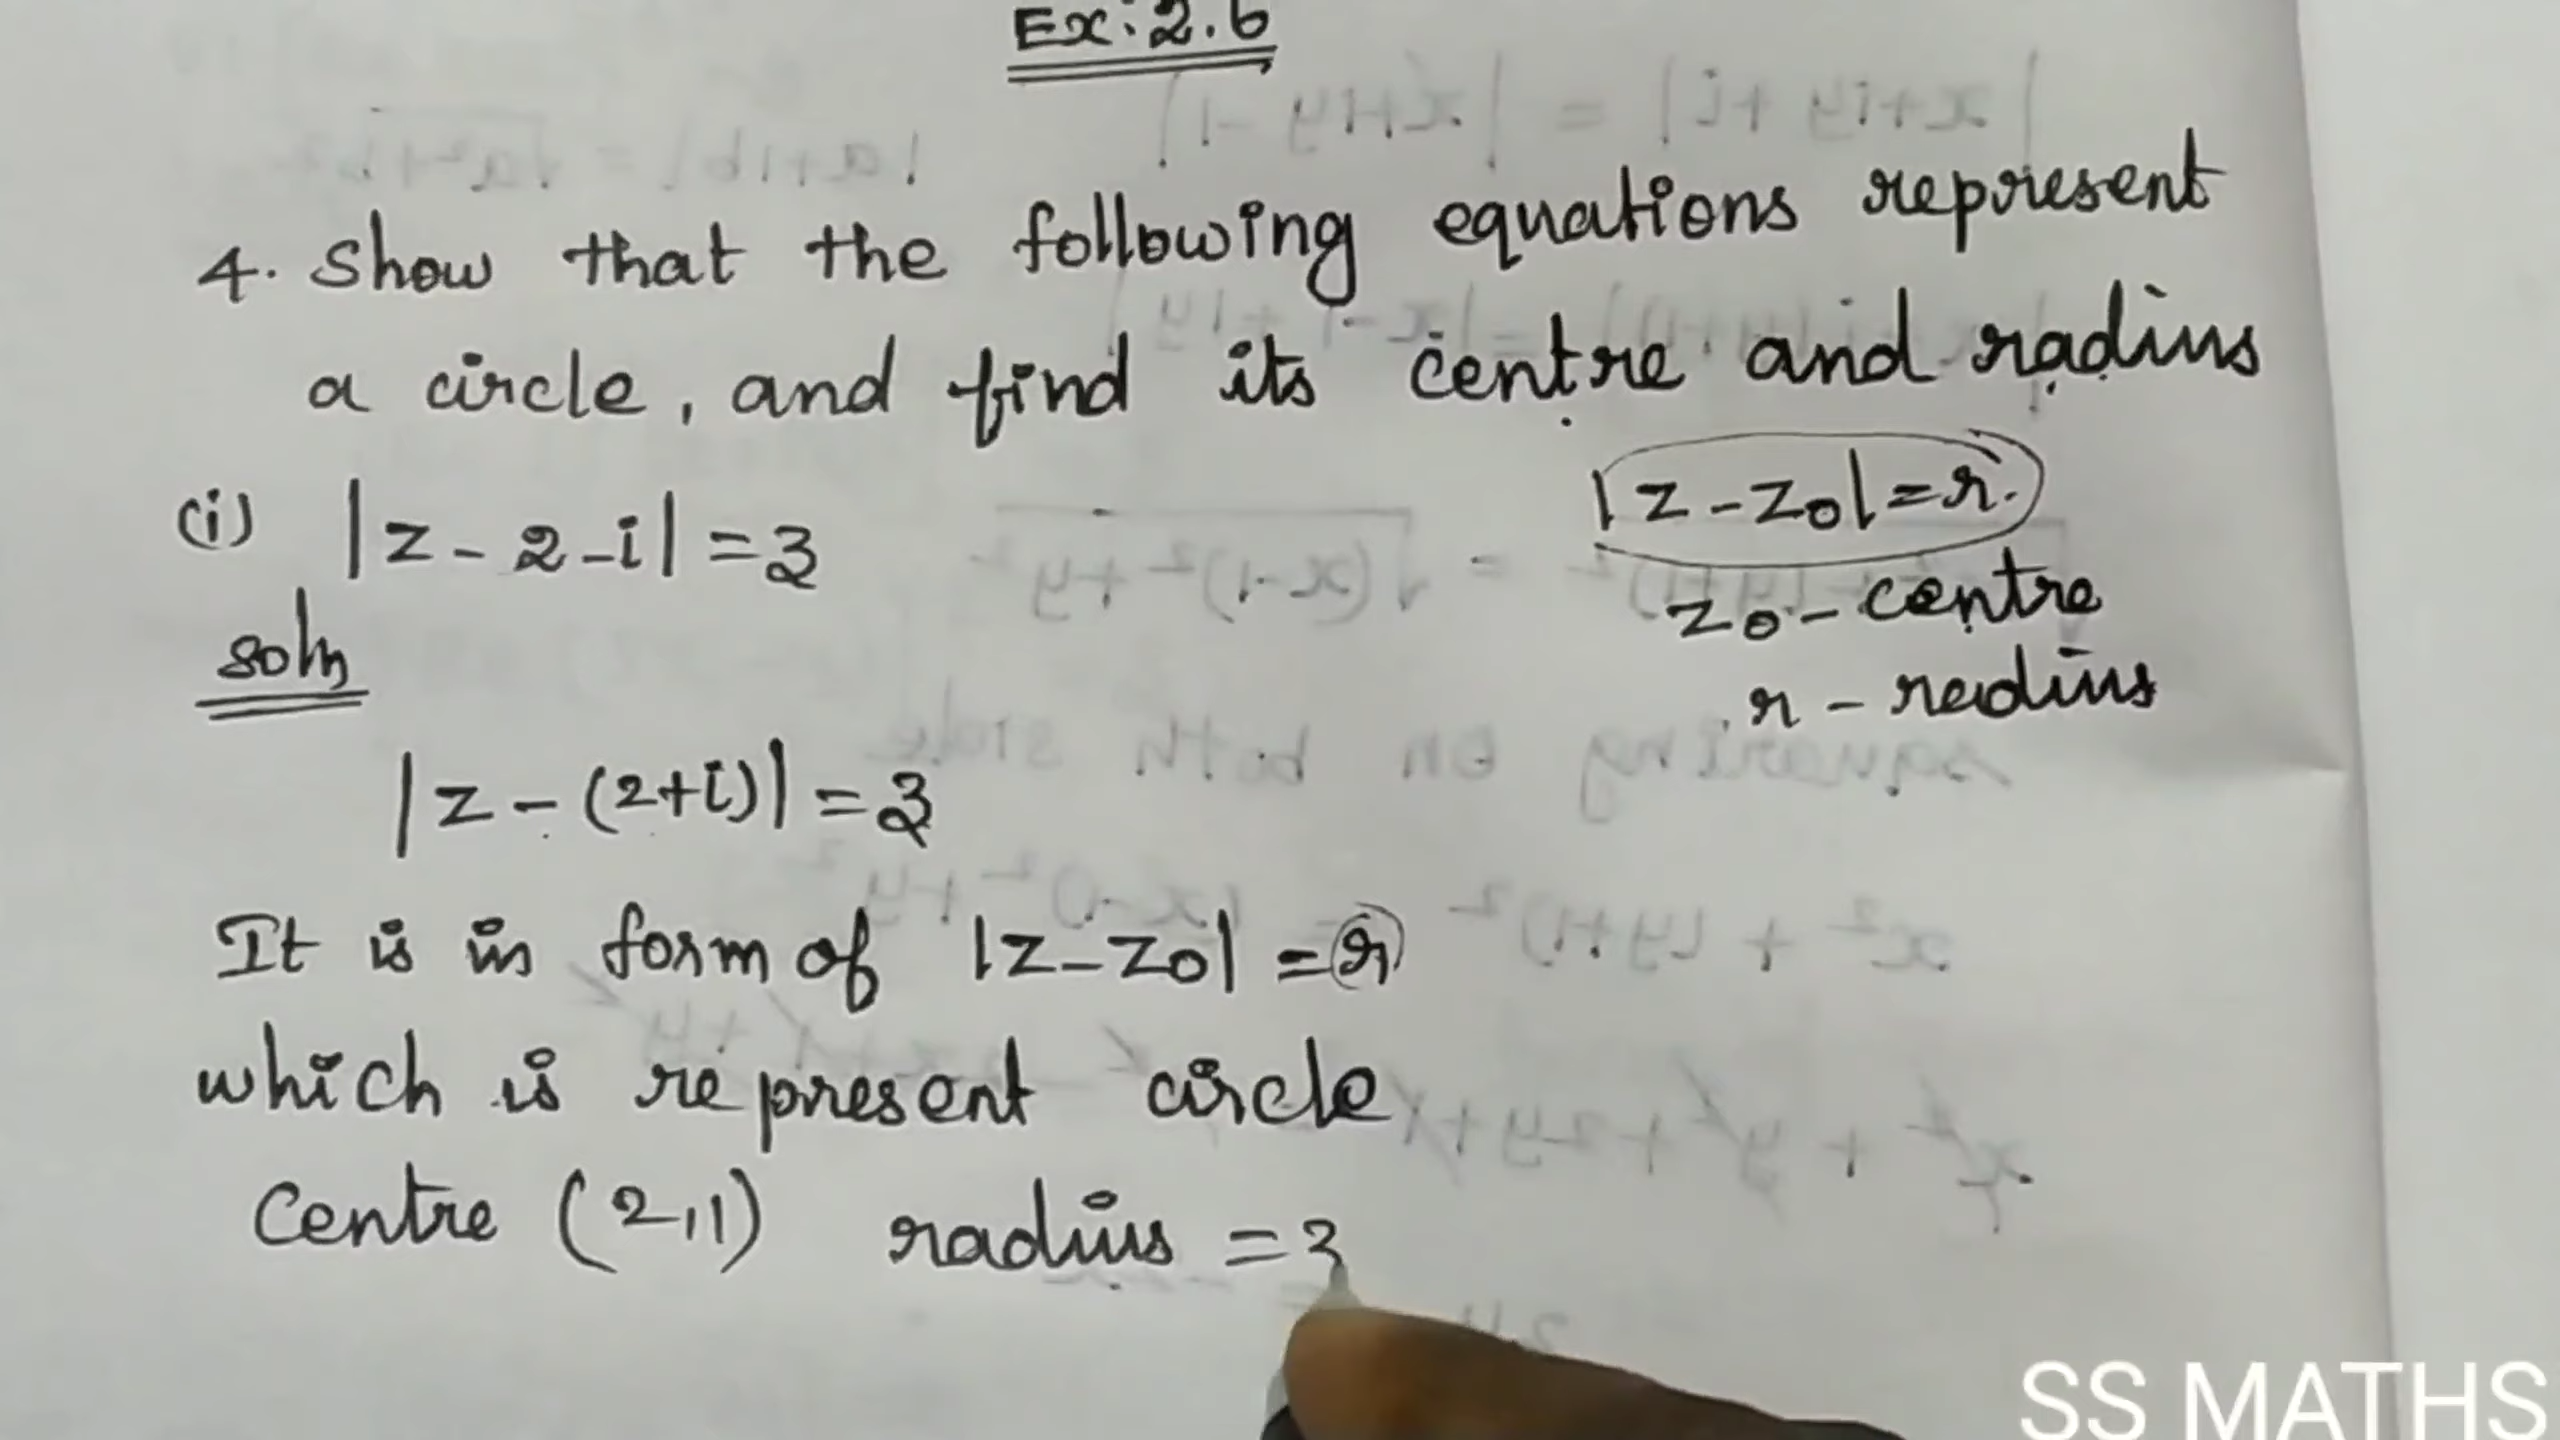 Ex: 2.6
4. Show that the following equations represent
a circle, and find its centre and radius
(i) |z - 2 - i| = 3
|z - z0| = r.
z0 - centre
r - radius
soln
|z - (2+i)| = 3
It is in form of |z - z0| = r
which is represent circle
Centre (2,1) radius = 3
SS MATHS